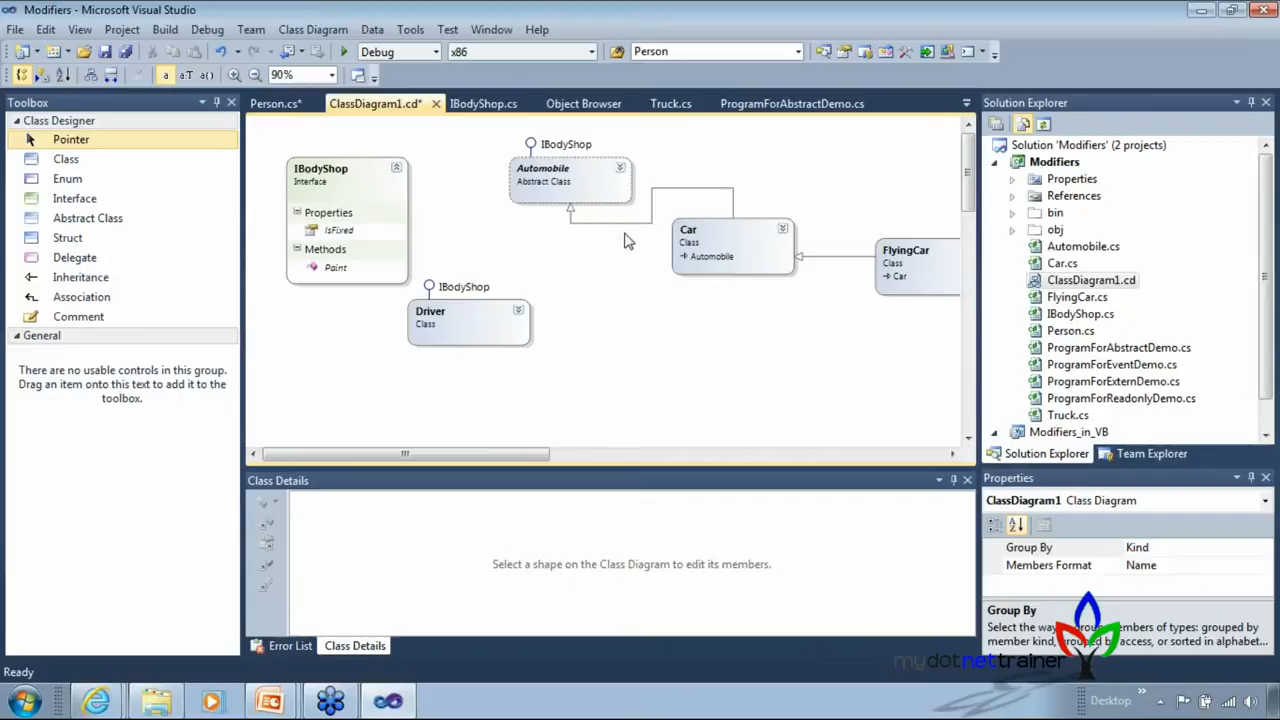 Modifiers - Microsoft Visual Studio
File Edit View Project Build Debug Team Class Diagram Data Tools Test Window Help
Debug x86 Person
90%
Toolbox
Class Designer
Pointer
Class
Enum
Interface
Abstract Class
Struct
Delegate
Inheritance
Association
Comment
General
There are no usable controls in this group.
Drag an item onto this text to add it to the
toolbox.
Person.cs* ClassDiagram1.cd* IBodyShop.cs Object Browser Truck.cs ProgramForAbstractDemo.cs
IBodyShop
Interface
Properties
IsFixed
Methods
Paint
IBodyShop
Automobile
Abstract Class
Car
Class
Automobile
FlyingCar
Class
Car
IBodyShop
Driver
Class
Class Details
Select a shape on the Class Diagram to edit its members.
Error List Class Details
Solution Explorer
Solution 'Modifiers' (2 projects)
Modifiers
Properties
References
bin
obj
Automobile.cs
Car.cs
ClassDiagram1.cd
FlyingCar.cs
IBodyShop.cs
Person.cs
ProgramForAbstractDemo.cs
ProgramForEventDemo.cs
ProgramForExternDemo.cs
ProgramForReadonlyDemo.cs
Truck.cs
Modifiers_in_VB
Solution Explorer Team Explorer
Properties
ClassDiagram1 Class Diagram
Group By Kind
Members Format Name
Group By
member kind,
mydotnettrainer
Ready
Desktop